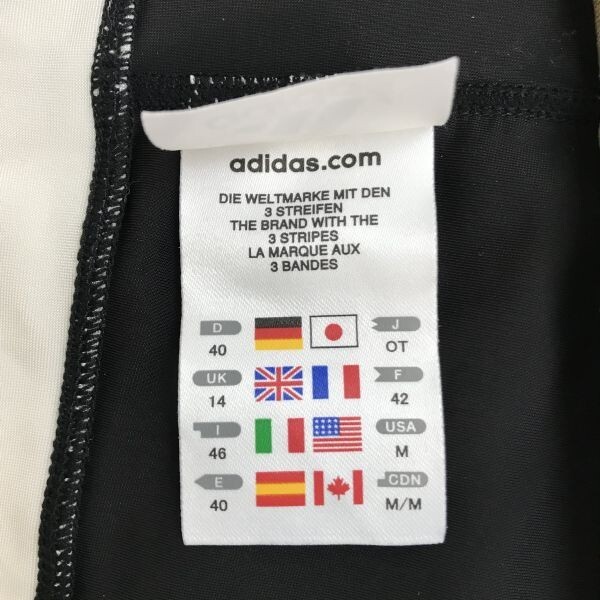 adidas.com
DIE WELTMARKE MIT DEN
3 STREIFEN
THE BRAND WITH THE
3 STRIPES
LA MARQUE AUX
3 BANDES
D J
40 OT
UK F
14 42
I USA
46 M
E CDN
40 M/M